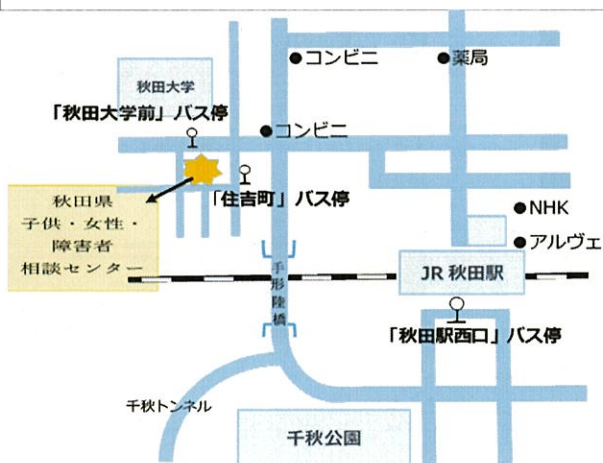 コンビニ
薬局
秋田大学
「秋田大学前」バス停
コンビニ
「住吉町」バス停
秋田県
子供・女性・
障害者
相談センター
NHK
アルヴェ
手形陸橋
JR 秋田駅
「秋田駅西口」バス停
千秋トンネル
千秋公園